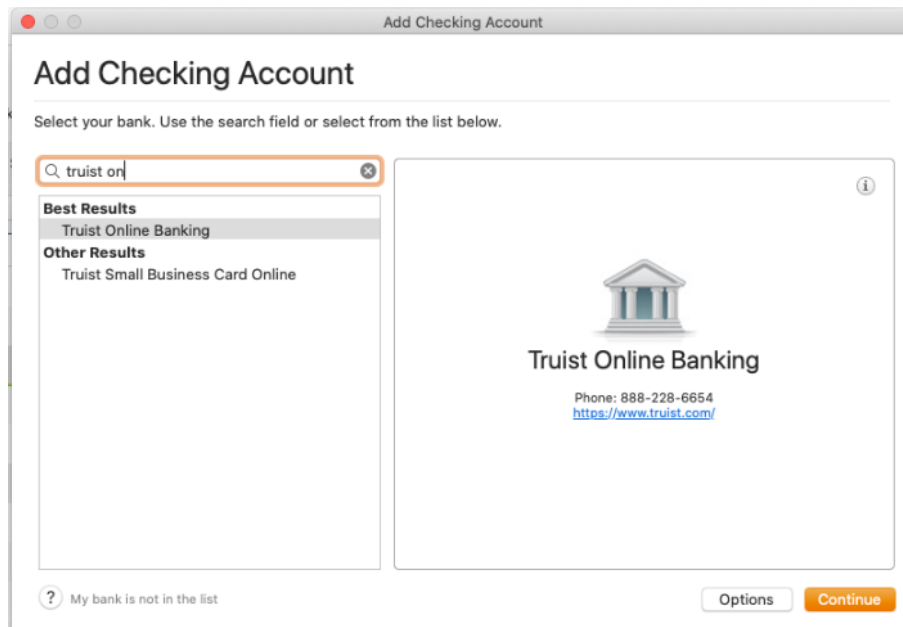 Add Checking Account
Add Checking Account
Select your bank. Use the search field or select from the list below.
truist on
Best Results
Truist Online Banking
Other Results
Truist Small Business Card Online
i
Truist Online Banking
Phone: 888-228-6654
https://www.truist.com/
? My bank is not in the list
Options
Continue